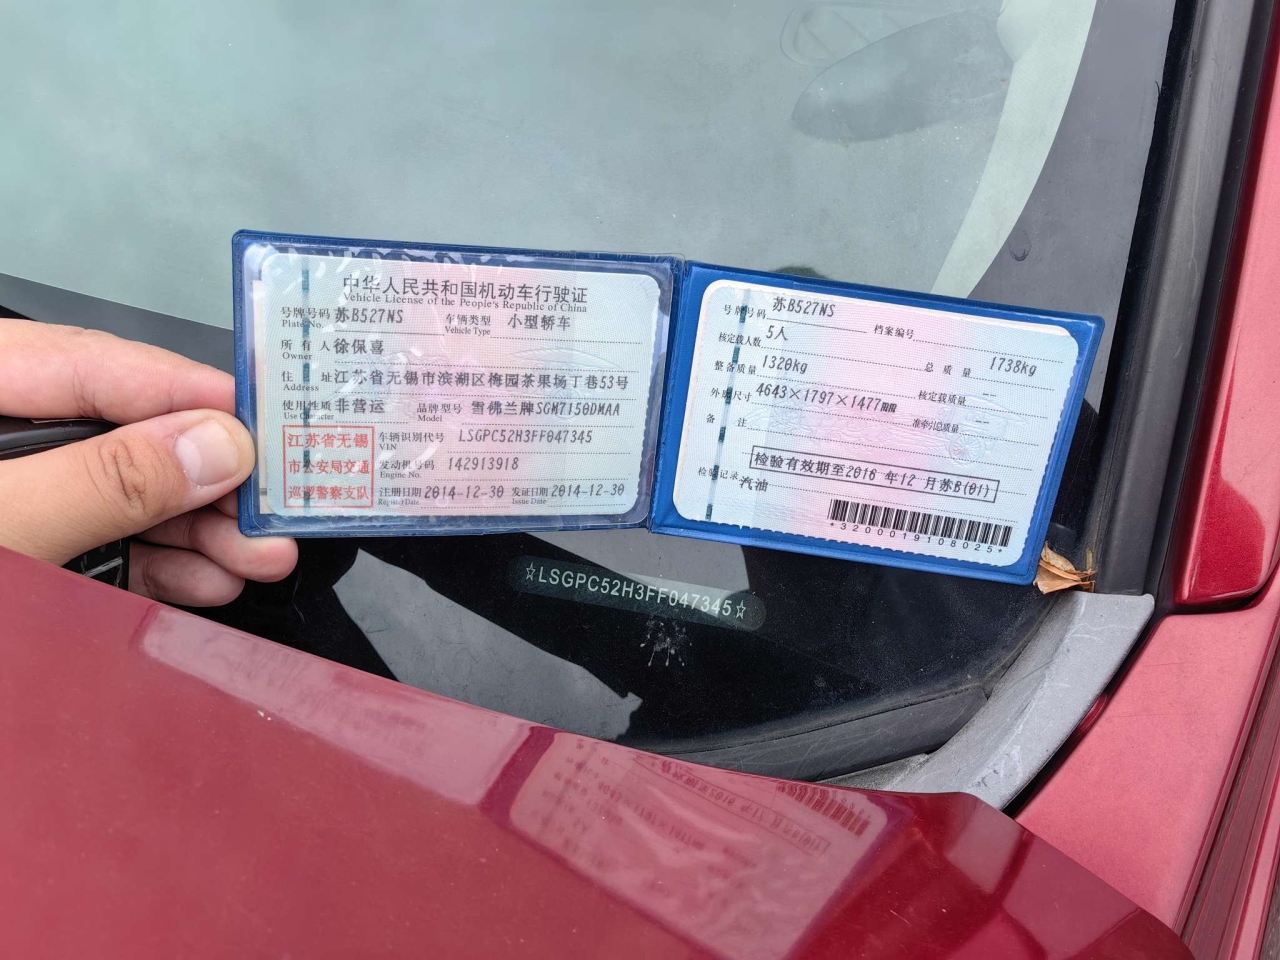 中华人民共和国机动车行驶证
Vehicle License of the People's Republic of China
号牌号码 苏B527NS 车辆类型 小型轿车
Plate No. Vehicle Type
所有人 徐保喜
Owner
住址 江苏省无锡市滨湖区梅园茶果场丁巷53号
Address
使用性质 非营运 品牌型号 雪佛兰牌SGM7150DMAA
Use Character Model
江苏省无锡
市公安局交通
巡逻警察支队
车辆识别代号 LSGPC52H3FF047345
VIN
发动机号码 142913918
Engine No.
注册日期 2014-12-30 发证日期 2014-12-30
Register Date Issue Date
号牌号码 苏B527NS 档案编号
核定载人数 5人 总质量 1738kg
整备质量 1320kg 核定载质量 --
外廓尺寸 4643×1797×1477mm 准牵引总质量 --
备注
检验有效期至2016年12月苏B(01)
检验记录 汽油
*3200019108025*
☆LSGPC52H3FF047345☆